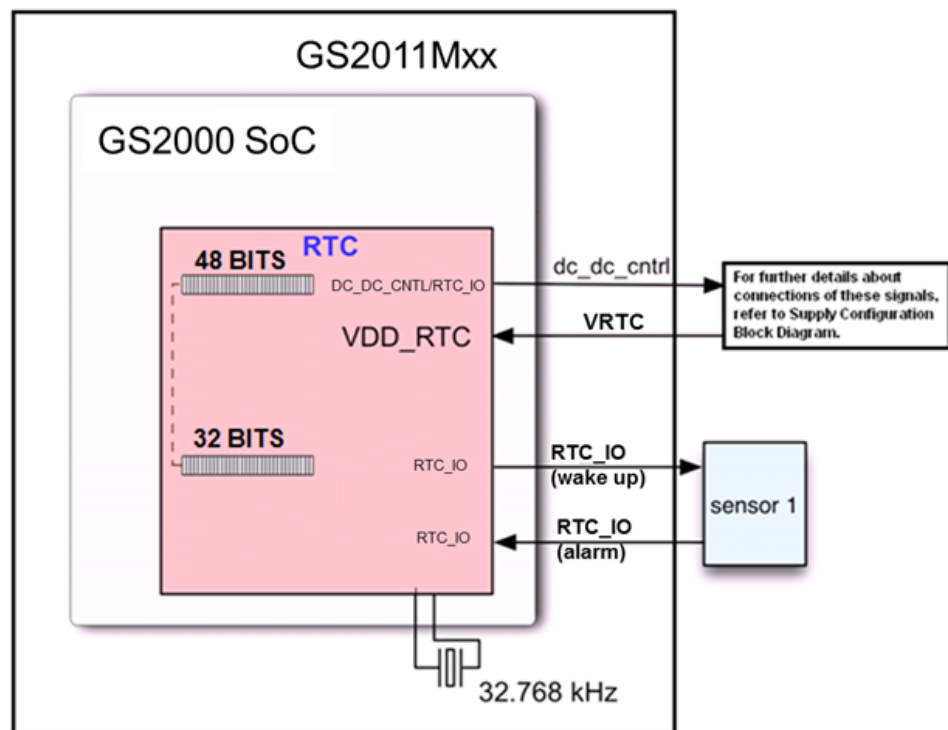 GS2011Mxx
GS2000 SoC
RTC
48 BITS
DC_DC_CNTL/RTC_IO
dc_dc_cntrl
For further details about
connections of these signals,
refer to Supply Configuration
Block Diagram.
VDD_RTC
VRTC
32 BITS
RTC_IO
RTC_IO
(wake up)
sensor 1
RTC_IO
RTC_IO
(alarm)
32.768 kHz